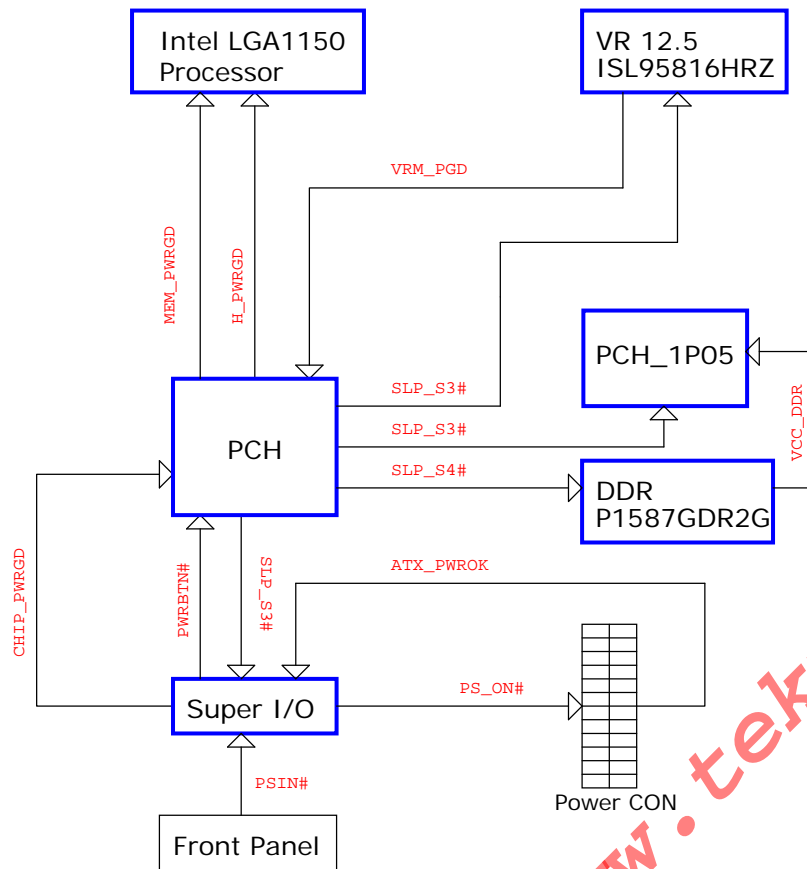 Intel LGA1150
Processor
VR 12.5
ISL95816HRZ
VRM_PGD
MEM_PWRGD
H_PWRGD
PCH_1P05
SLP_S3#
SLP_S3#
VCC_DDR
PCH
SLP_S4#
DDR
P1587GDR2G
ATX_PWROK
CHIP_PWRGD
PWRBTN#
SLP_S3#
PS_ON#
Super I/O
PSIN#
Power CON
Front Panel
w.tek